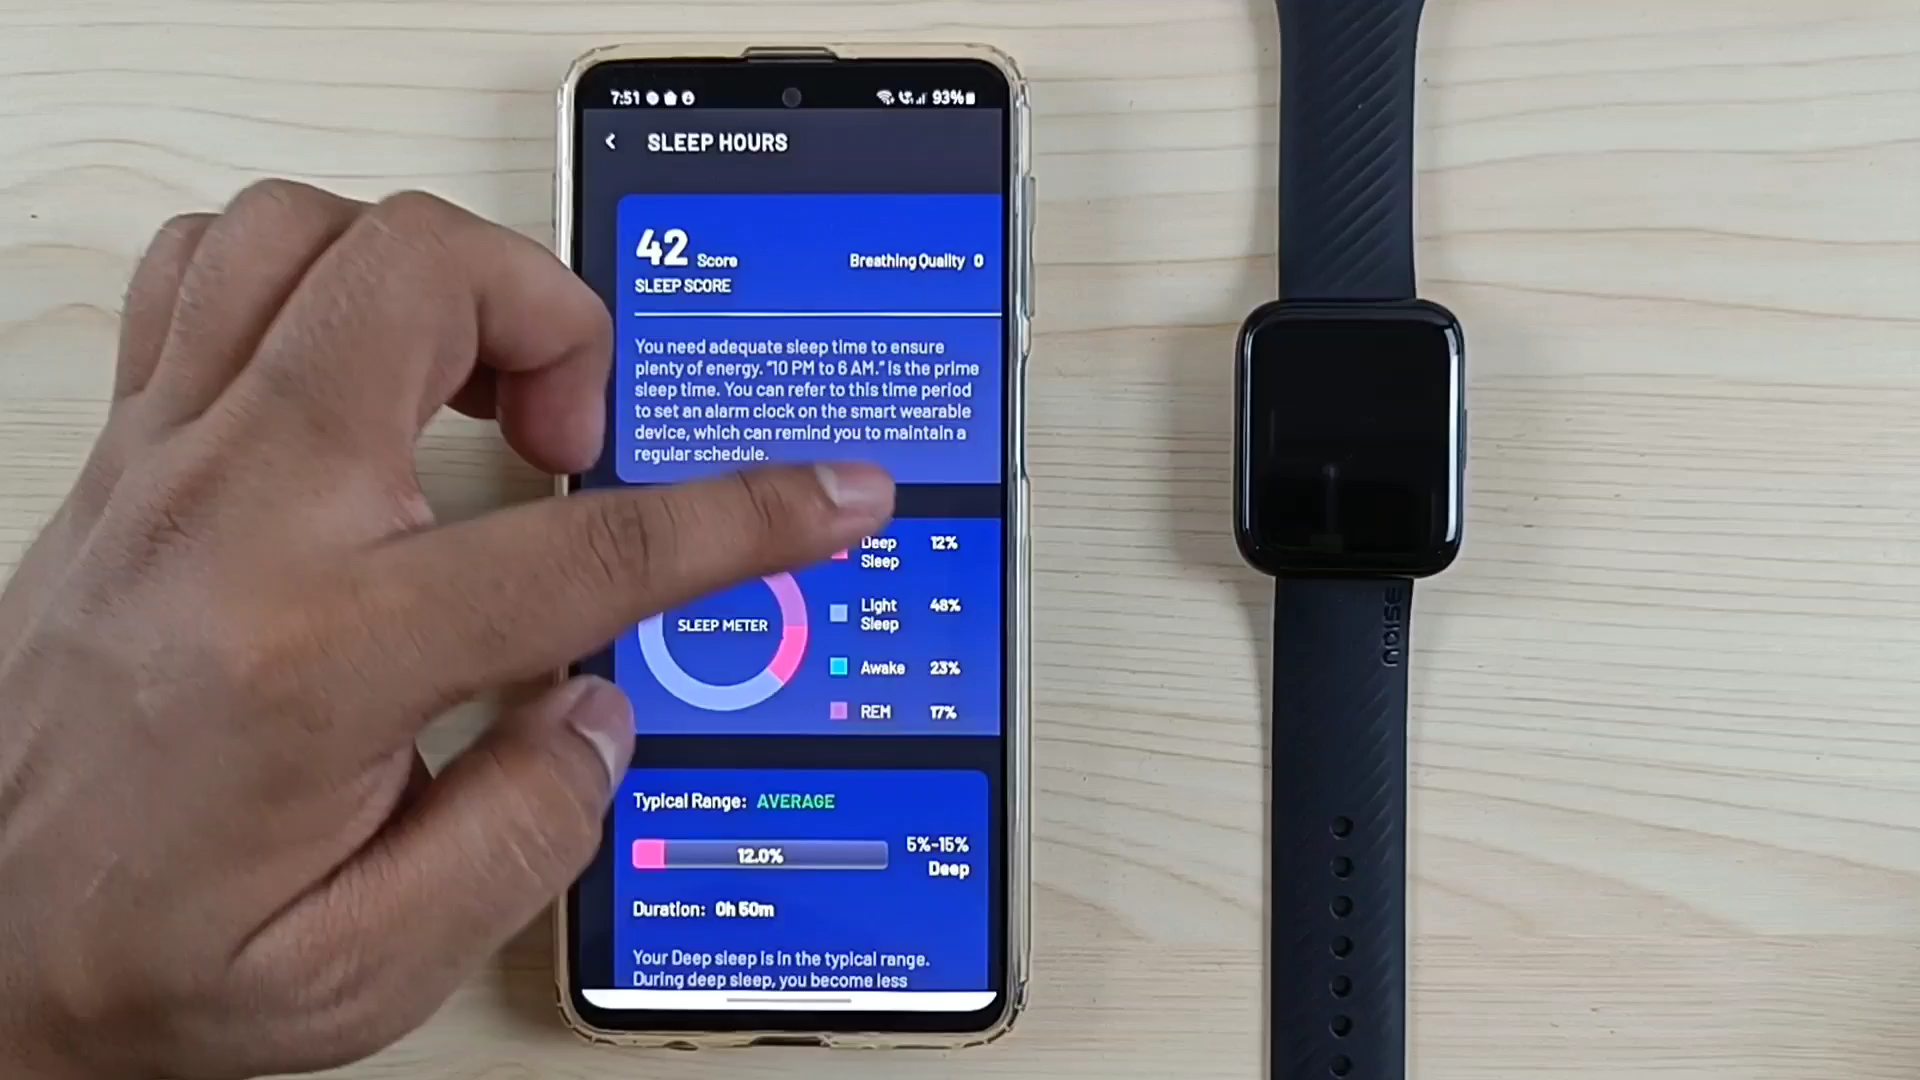 7:51 93%
SLEEP HOURS
42 Score
Breathing Quality 0
SLEEP SCORE
You need adequate sleep time to ensure
plenty of energy. "10 PM to 6 AM." is the prime
sleep time. You can refer to this time period
to set an alarm clock on the smart wearable
device, which can remind you to maintain a
regular schedule.
SLEEP METER
Deep Sleep 12%
Light Sleep 48%
Awake 23%
REM 17%
Typical Range: AVERAGE
12.0%
5%-15%
Deep
Duration: 0h 50m
Your Deep sleep is in the typical range.
During deep sleep, you become less
NOISE